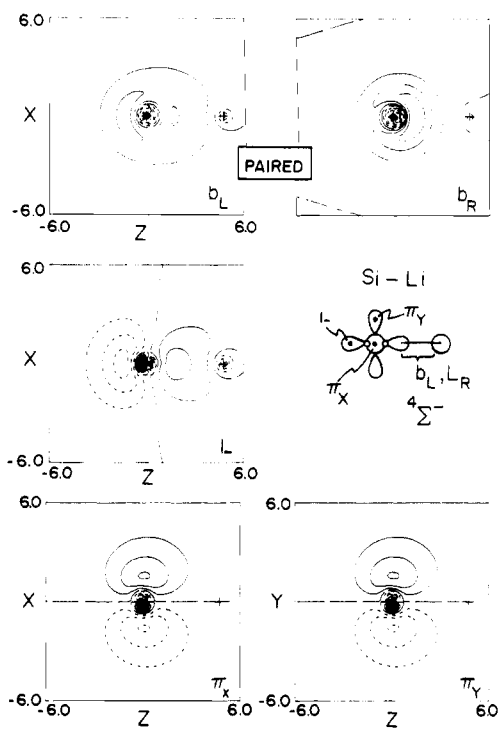 6.0
X
PAIRED
b_L
b_R
-6.0
-6.0
Z
6.0
6.0
Si – Li
X
π_Y
L
π_X
b_L, L_R
⁴Σ⁻
L
-6.0
-6.0
Z
6.0
6.0
6.0
X
Y
π_X
π_Y
-6.0
-6.0
-6.0
Z
6.0
-6.0
Z
6.0